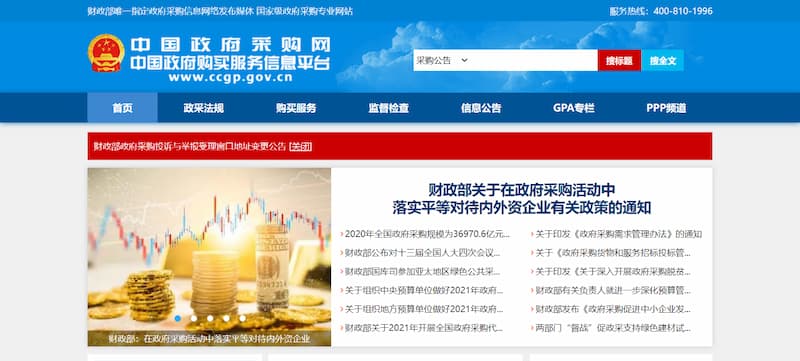 财政部唯一指定政府采购信息网络发布媒体 国家级政府采购专业网站
服务热线：400-810-1996
中国政府采购网
中国政府购买服务信息平台
www.ccgp.gov.cn
采购公告
搜标题
搜全文
首页
政采法规
购买服务
监督检查
信息公告
GPA专栏
PPP频道
财政部政府采购投诉与举报受理窗口地址变更公告 [关闭]
财政部：在政府采购活动中落实平等对待内外资企业
财政部关于在政府采购活动中
落实平等对待内外资企业有关政策的通知
2020年全国政府采购规模为36970.6亿元...
财政部公布对十三届全国人大四次会议...
财政部国库司参加亚太地区绿色公共采...
关于组织中央预算单位做好2021年政府...
关于组织地方预算单位做好2021年政府...
财政部关于2021年开展全国政府采购代...
关于印发《政府采购需求管理办法》的通知
关于《政府采购货物和服务招标投标管...
关于印发《关于深入开展政府采购脱贫...
财政部有关负责人就进一步深化预算管...
财政部发布《政府采购促进中小企业发...
两部门“督战”促政采支持绿色建材试...